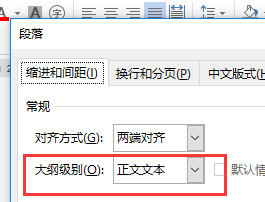 段落
缩进和间距(I) 换行和分页(P) 中文版式(H)
常规
对齐方式(G): 两端对齐
大纲级别(O): 正文文本 默认情